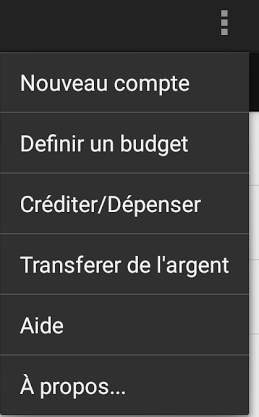 Nouveau compte
Definir un budget
Créditer/Dépenser
Transferer de l'argent
Aide
À propos...